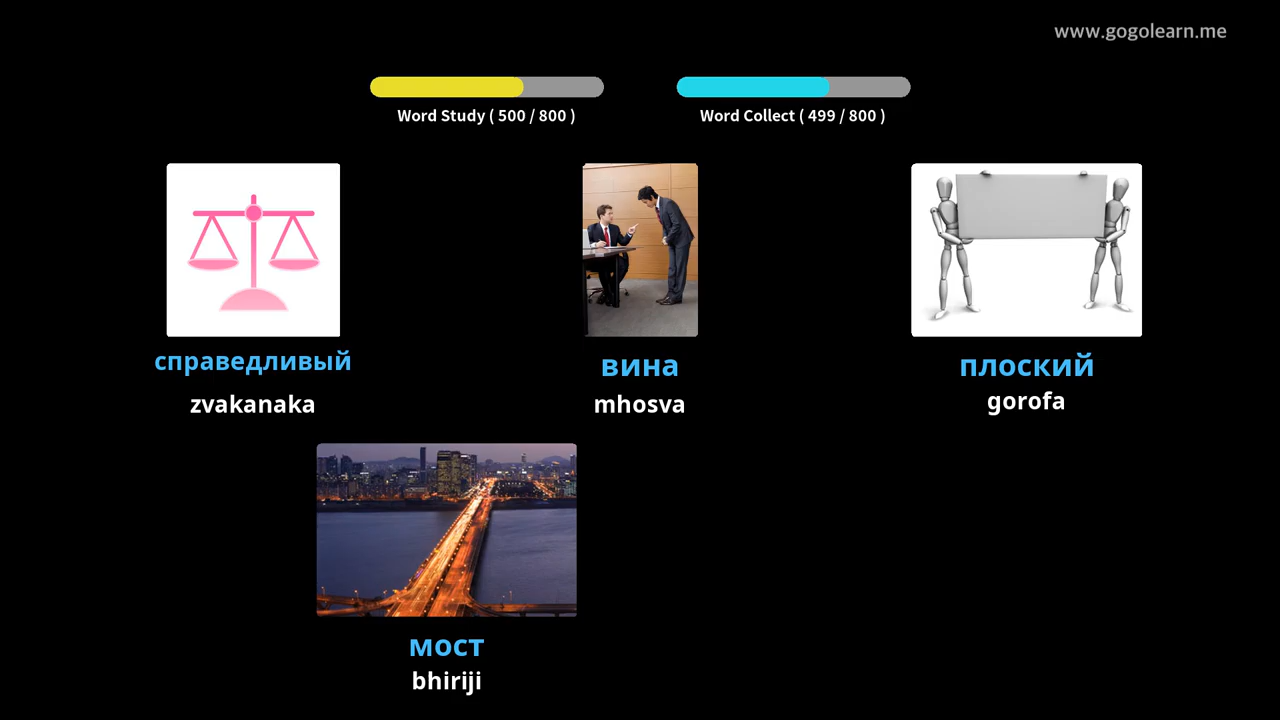 www.gogolearn.me
Word Study ( 500 / 800 )
Word Collect ( 499 / 800 )
справедливый
zvakanaka
вина
mhosva
плоский
gorofa
мост
bhiriji